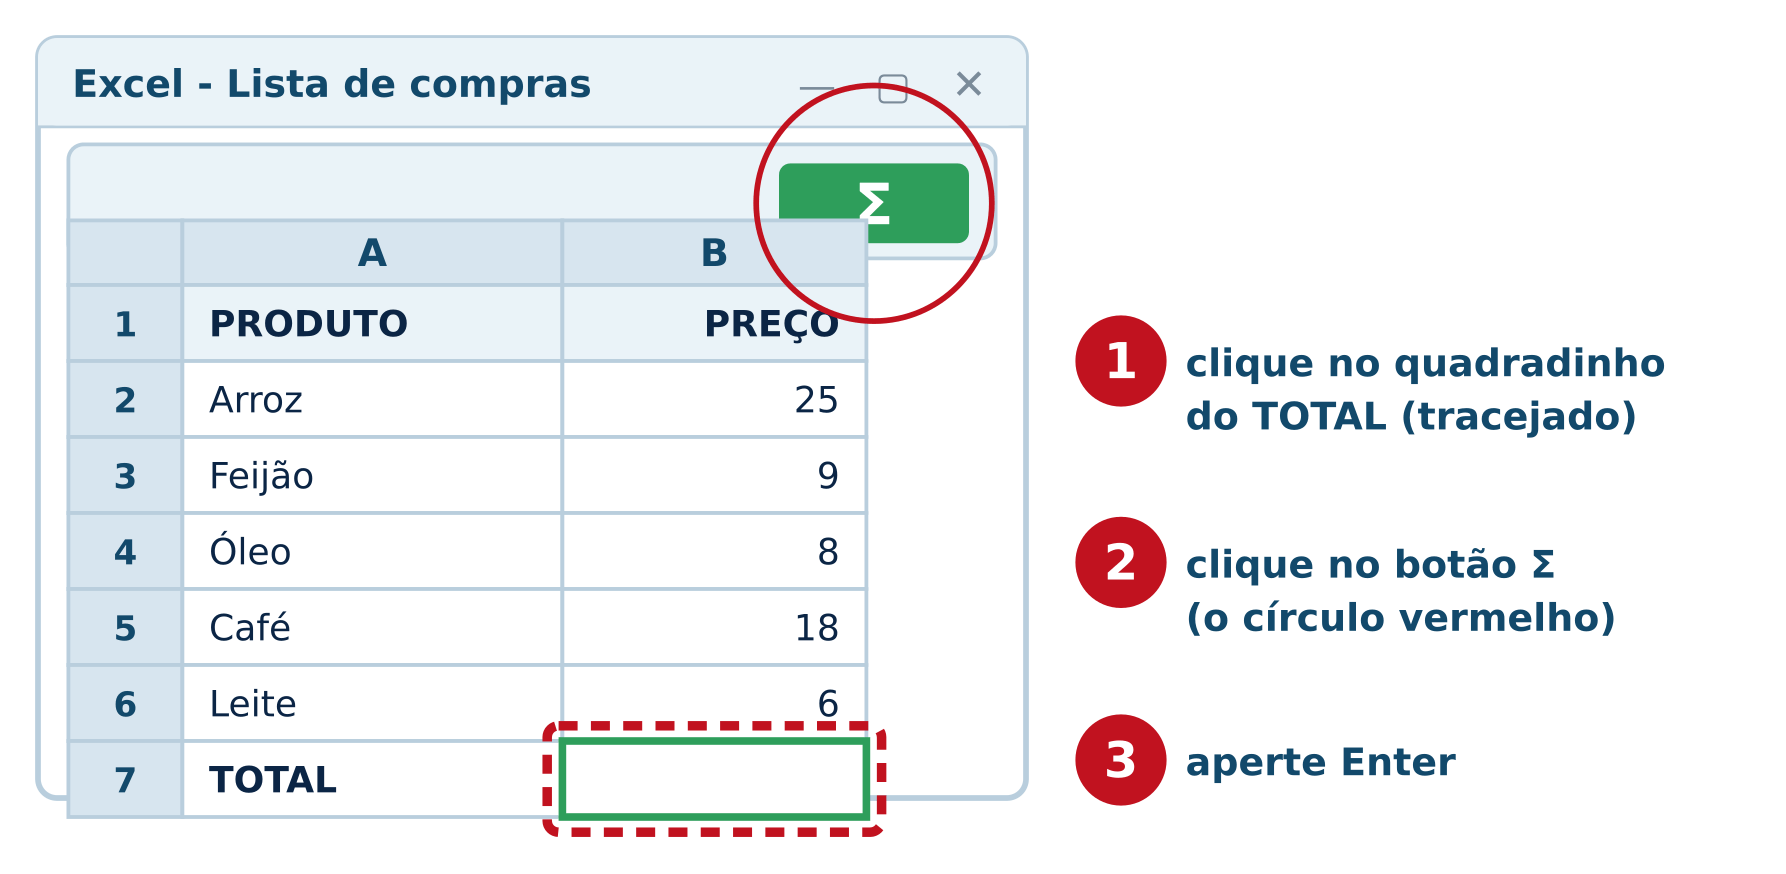 Excel - Lista de compras
Σ
A B
1 PRODUTO PREÇO
2 Arroz 25
3 Feijão 9
4 Óleo 8
5 Café 18
6 Leite 6
7 TOTAL
1 clique no quadradinho
do TOTAL (tracejado)
2 clique no botão Σ
(o círculo vermelho)
3 aperte Enter